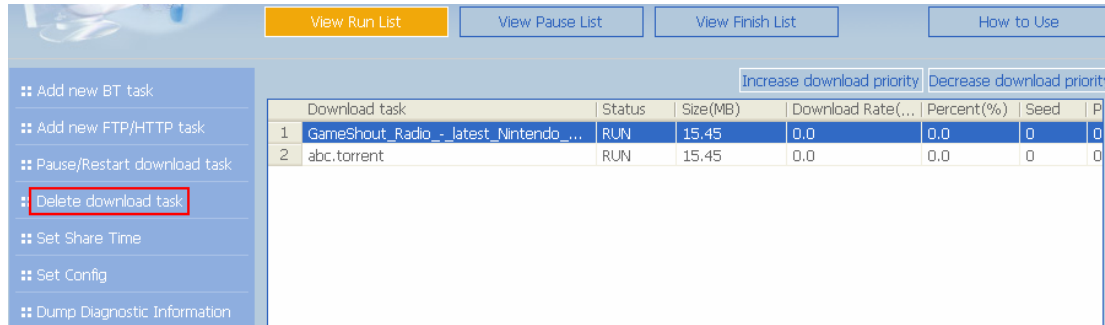 View Run List View Pause List View Finish List How to Use
Increase download priority Decrease download priorit
Add new BT task
Add new FTP/HTTP task
Pause/Restart download task
Delete download task
Set Share Time
Set Config
Dump Diagnostic Information
Download task Status Size(MB) Download Rate(... Percent(%) Seed P
1 GameShout_Radio_-_latest_Nintendo_... RUN 15.45 0.0 0.0 0 0
2 abc.torrent RUN 15.45 0.0 0.0 0 0